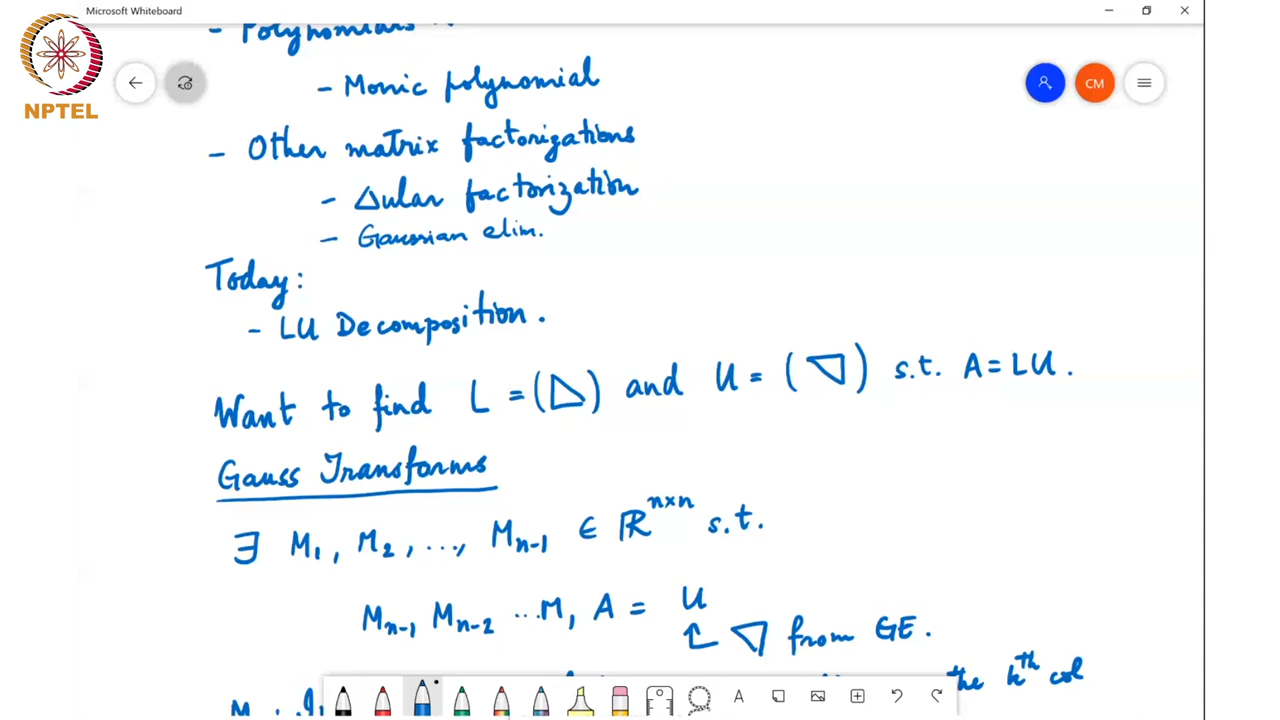 Microsoft Whiteboard
NPTEL
CM
- Polynomials
- Monic polynomial
- Other matrix factorizations
- Δular factorization
- Gaussian elim.
Today:
- LU Decomposition.
Want to find L = (◺) and U = (▽) s.t. A = LU.
Gauss Transforms
∃ M₁, M₂, ..., Mₙ₋₁ ∈ ℝⁿˣⁿ s.t.
Mₙ₋₁ Mₙ₋₂ ... M₁ A = U
▽ from GE.
the kᵗʰ col